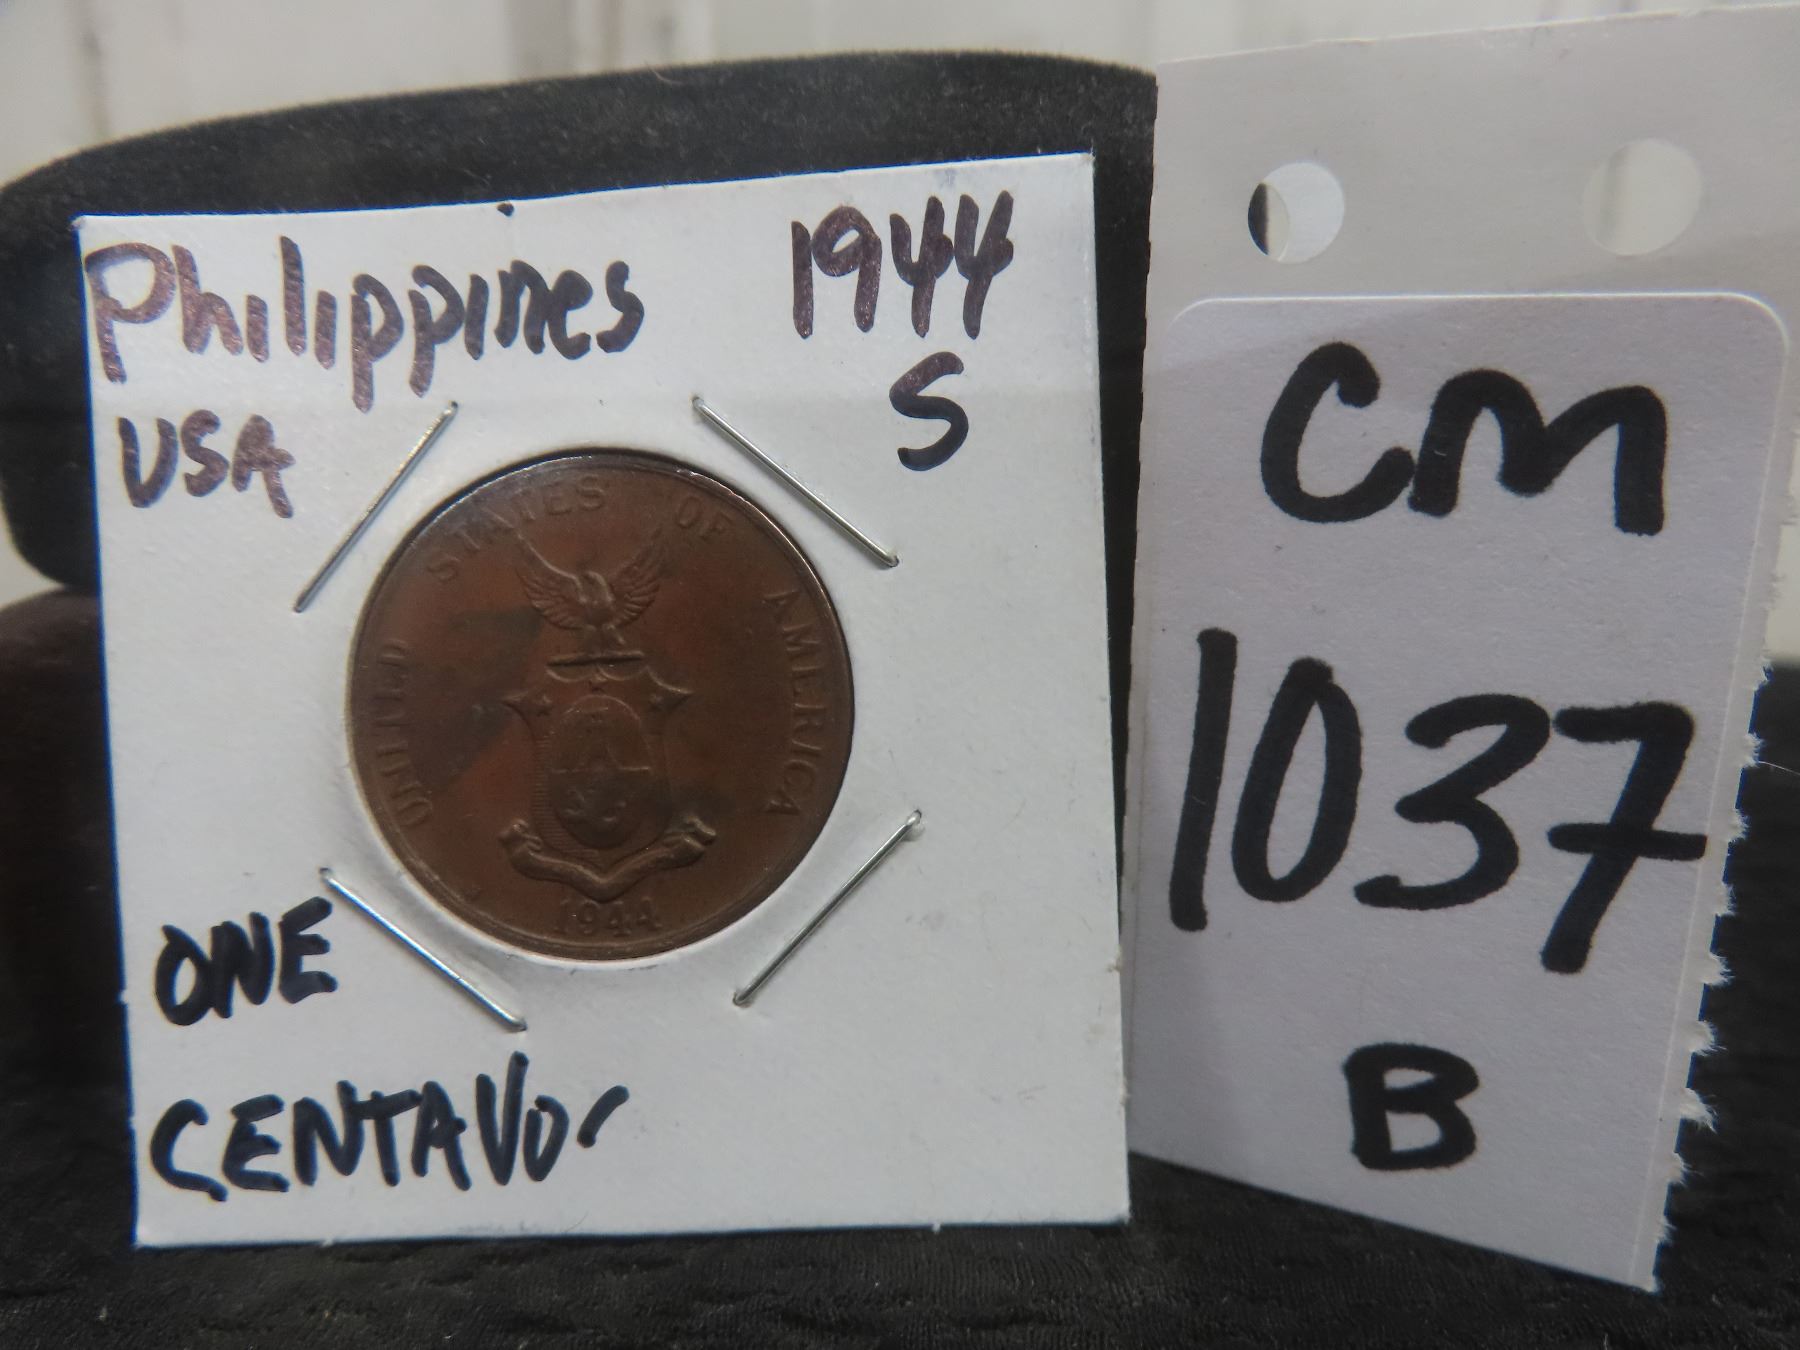 Philippines 1944
USA S
UNITED STATES OF AMERICA
1944
ONE
CENTAVO
CM
1037
B